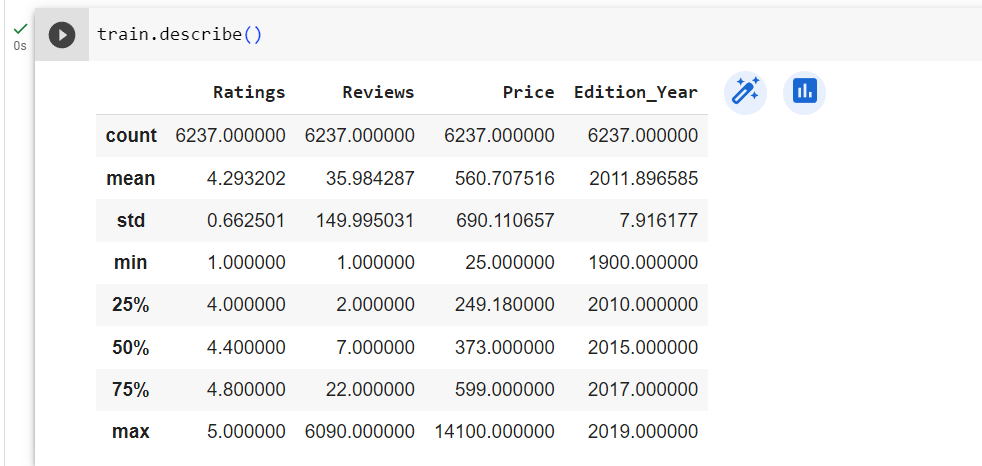 train.describe()
0s
Ratings Reviews Price Edition_Year
count 6237.000000 6237.000000 6237.000000 6237.000000
mean 4.293202 35.984287 560.707516 2011.896585
std 0.662501 149.995031 690.110657 7.916177
min 1.000000 1.000000 25.000000 1900.000000
25% 4.000000 2.000000 249.180000 2010.000000
50% 4.400000 7.000000 373.000000 2015.000000
75% 4.800000 22.000000 599.000000 2017.000000
max 5.000000 6090.000000 14100.000000 2019.000000